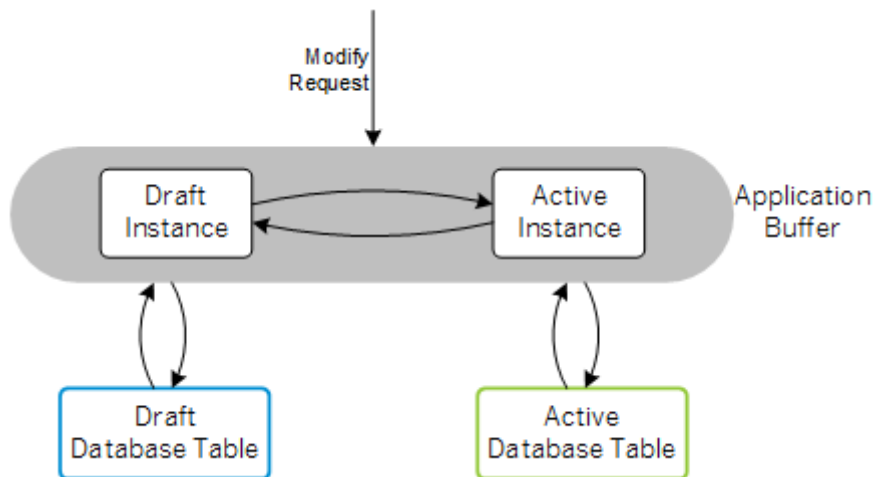 Modify
Request
Draft
Instance
Active
Instance
Application
Buffer
Draft
Database Table
Active
Database Table